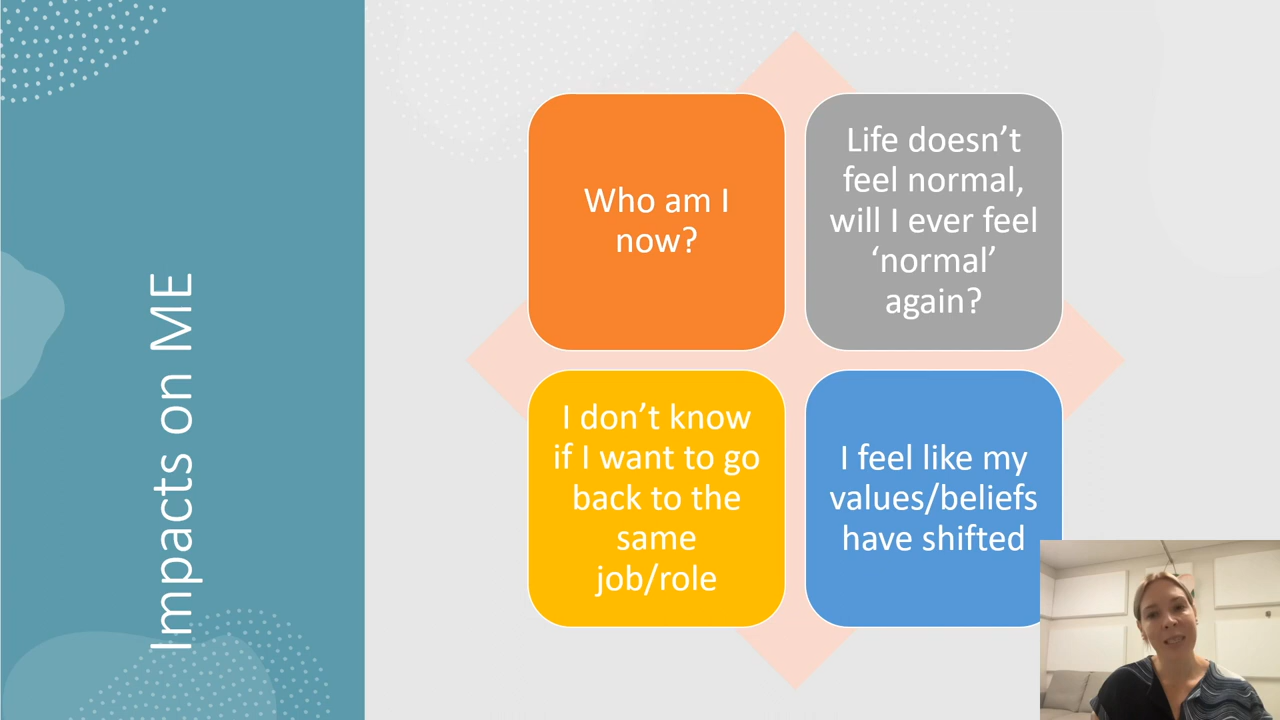 Impacts on ME
Who am I
now?
Life doesn’t
feel normal,
will I ever feel
‘normal’
again?
I don’t know
if I want to go
back to the
same
job/role
I feel like my
values/beliefs
have shifted